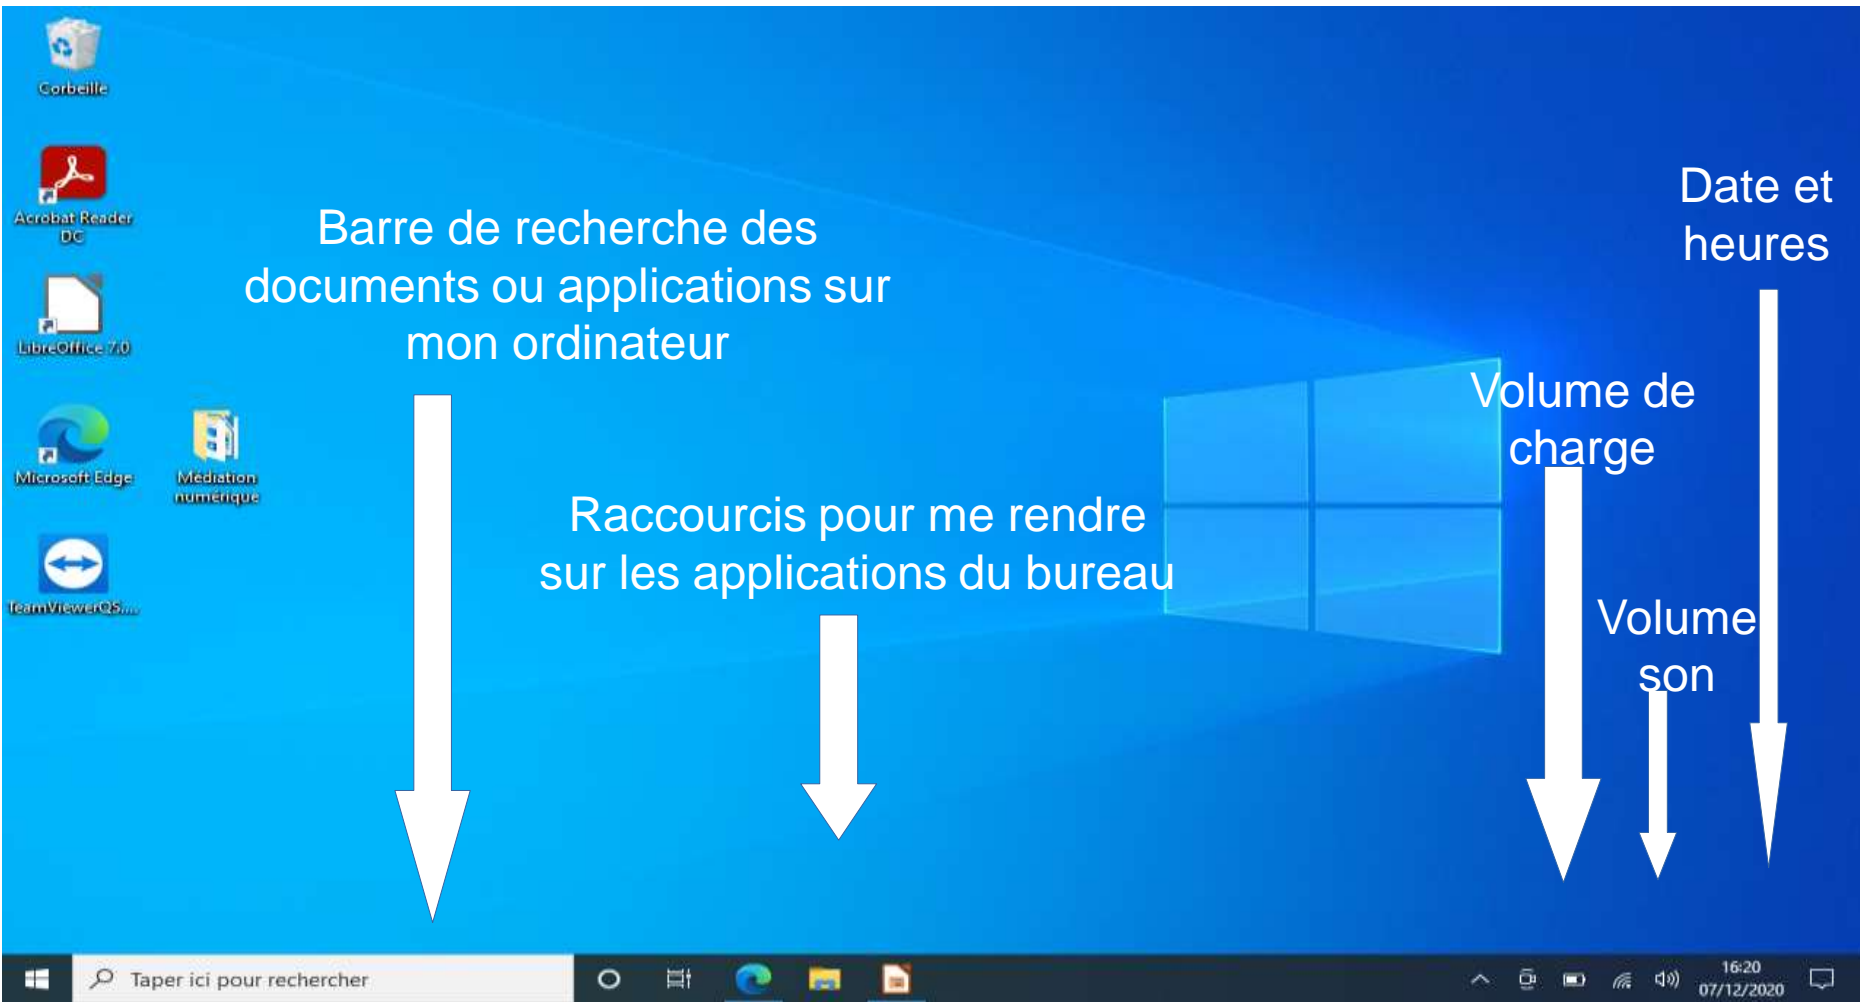 Corbeille
Acrobat Reader
DC
LibreOffice 7.0
Microsoft Edge
Médiation
numérique
TeamViewerQS....
Barre de recherche des
documents ou applications sur
mon ordinateur
Raccourcis pour me rendre
sur les applications du bureau
Date et
heures
Volume de
charge
Volume
son
Taper ici pour rechercher
16:20
07/12/2020